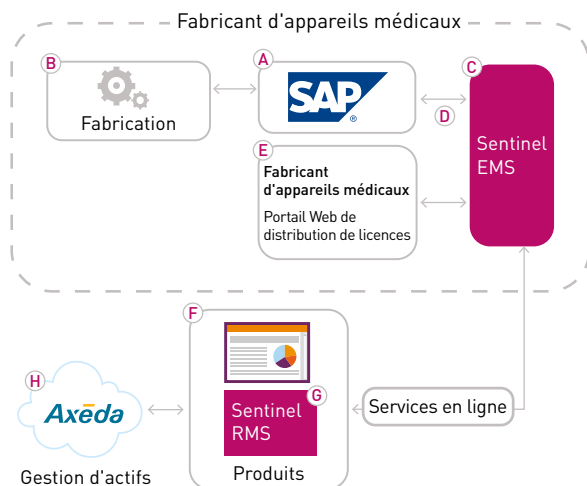 Fabricant d'appareils médicaux
B
Fabrication
A
SAP
®
C
D
Sentinel
EMS
E
Fabricant
d'appareils médicaux
Portail Web de
distribution de licences
F
G
Sentinel
RMS
Produits
H
Axeda
Gestion d'actifs
Services en ligne